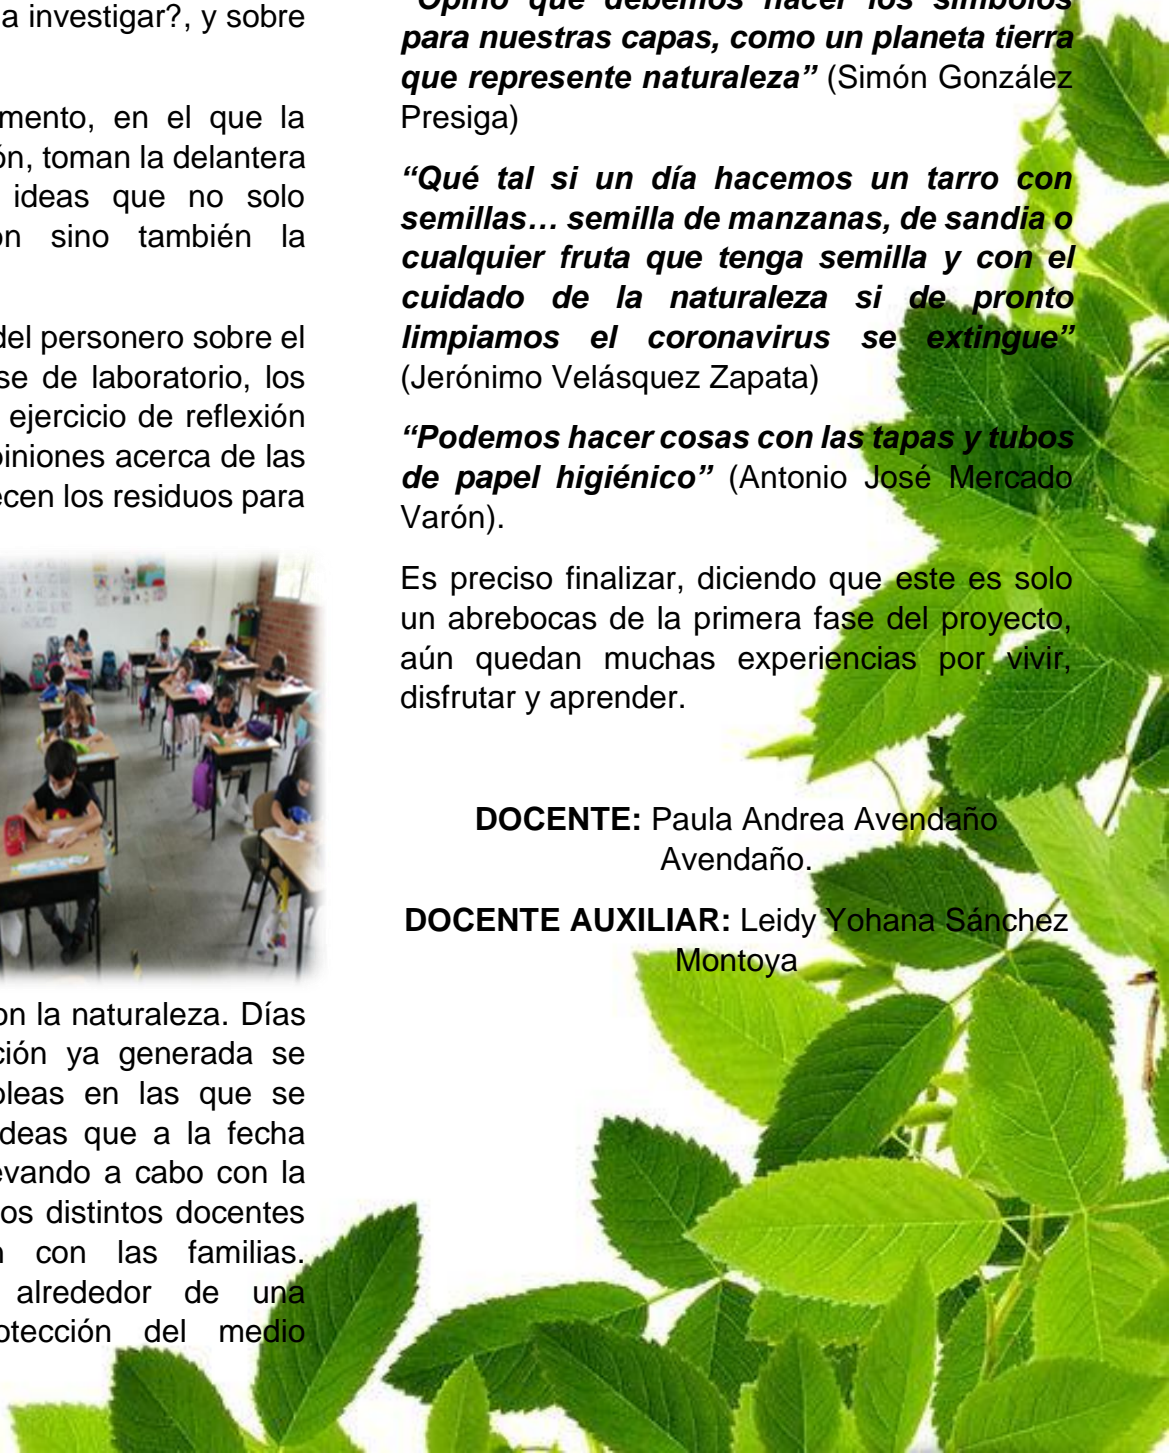 a investigar?, y sobre
mento, en el que la
ón, toman la delantera
ideas que no solo
on sino también la
del personero sobre el
se de laboratorio, los
ejercicio de reflexión
piniones acerca de las
ecen los residuos para
on la naturaleza. Días
ción ya generada se
bleas en las que se
ideas que a la fecha
evando a cabo con la
os distintos docentes
n con las familias.
alrededor de una
otección del medio
“Opino que debemos hacer los símbolos
para nuestras capas, como un planeta tierra
que represente naturaleza” (Simón González
Presiga)
“Qué tal si un día hacemos un tarro con
semillas… semilla de manzanas, de sandia o
cualquier fruta que tenga semilla y con el
cuidado de la naturaleza si de pronto
limpiamos el coronavirus se extingue”
(Jerónimo Velásquez Zapata)
“Podemos hacer cosas con las tapas y tubos
de papel higiénico” (Antonio José Mercado
Varón).
Es preciso finalizar, diciendo que este es solo
un abrebocas de la primera fase del proyecto,
aún quedan muchas experiencias por vivir,
disfrutar y aprender.
DOCENTE: Paula Andrea Avendaño
Avendaño.
DOCENTE AUXILIAR: Leidy Yohana Sánchez
Montoya